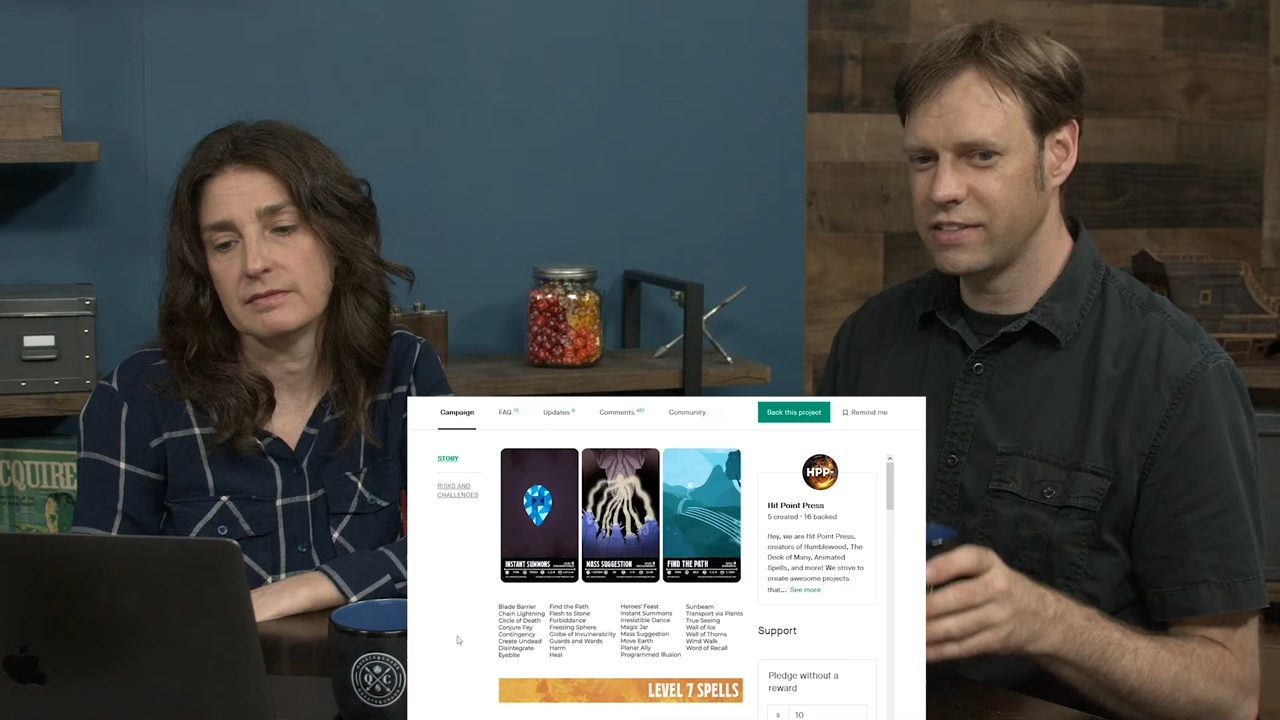 CQUIRE
Q C
Campaign
FAQ 15
Updates 6
Comments 451
Community
Back this project
Remind me
STORY
RISKS AND
CHALLENGES
INSTANT SUMMONS
MASS SUGGESTION
FIND THE PATH
HPP
Hit Point Press
5 created · 16 backed
Hey, we are Hit Point Press,
creators of Humblewood, The
Deck of Many, Animated
Spells, and more! We strive to
create awesome projects
that... See more
Blade Barrier
Chain Lightning
Circle of Death
Conjure Fey
Contingency
Create Undead
Disintegrate
Eyebite
Find the Path
Flesh to Stone
Forbiddance
Freezing Sphere
Globe of Invulnerability
Guards and Wards
Harm
Heal
Heroes' Feast
Instant Summons
Irresistible Dance
Magic Jar
Mass Suggestion
Move Earth
Planar Ally
Programmed Illusion
Sunbeam
Transport via Plants
True Seeing
Wall of Ice
Wall of Thorns
Wind Walk
Word of Recall
Support
LEVEL 7 SPELLS
Pledge without a
reward
$ 10